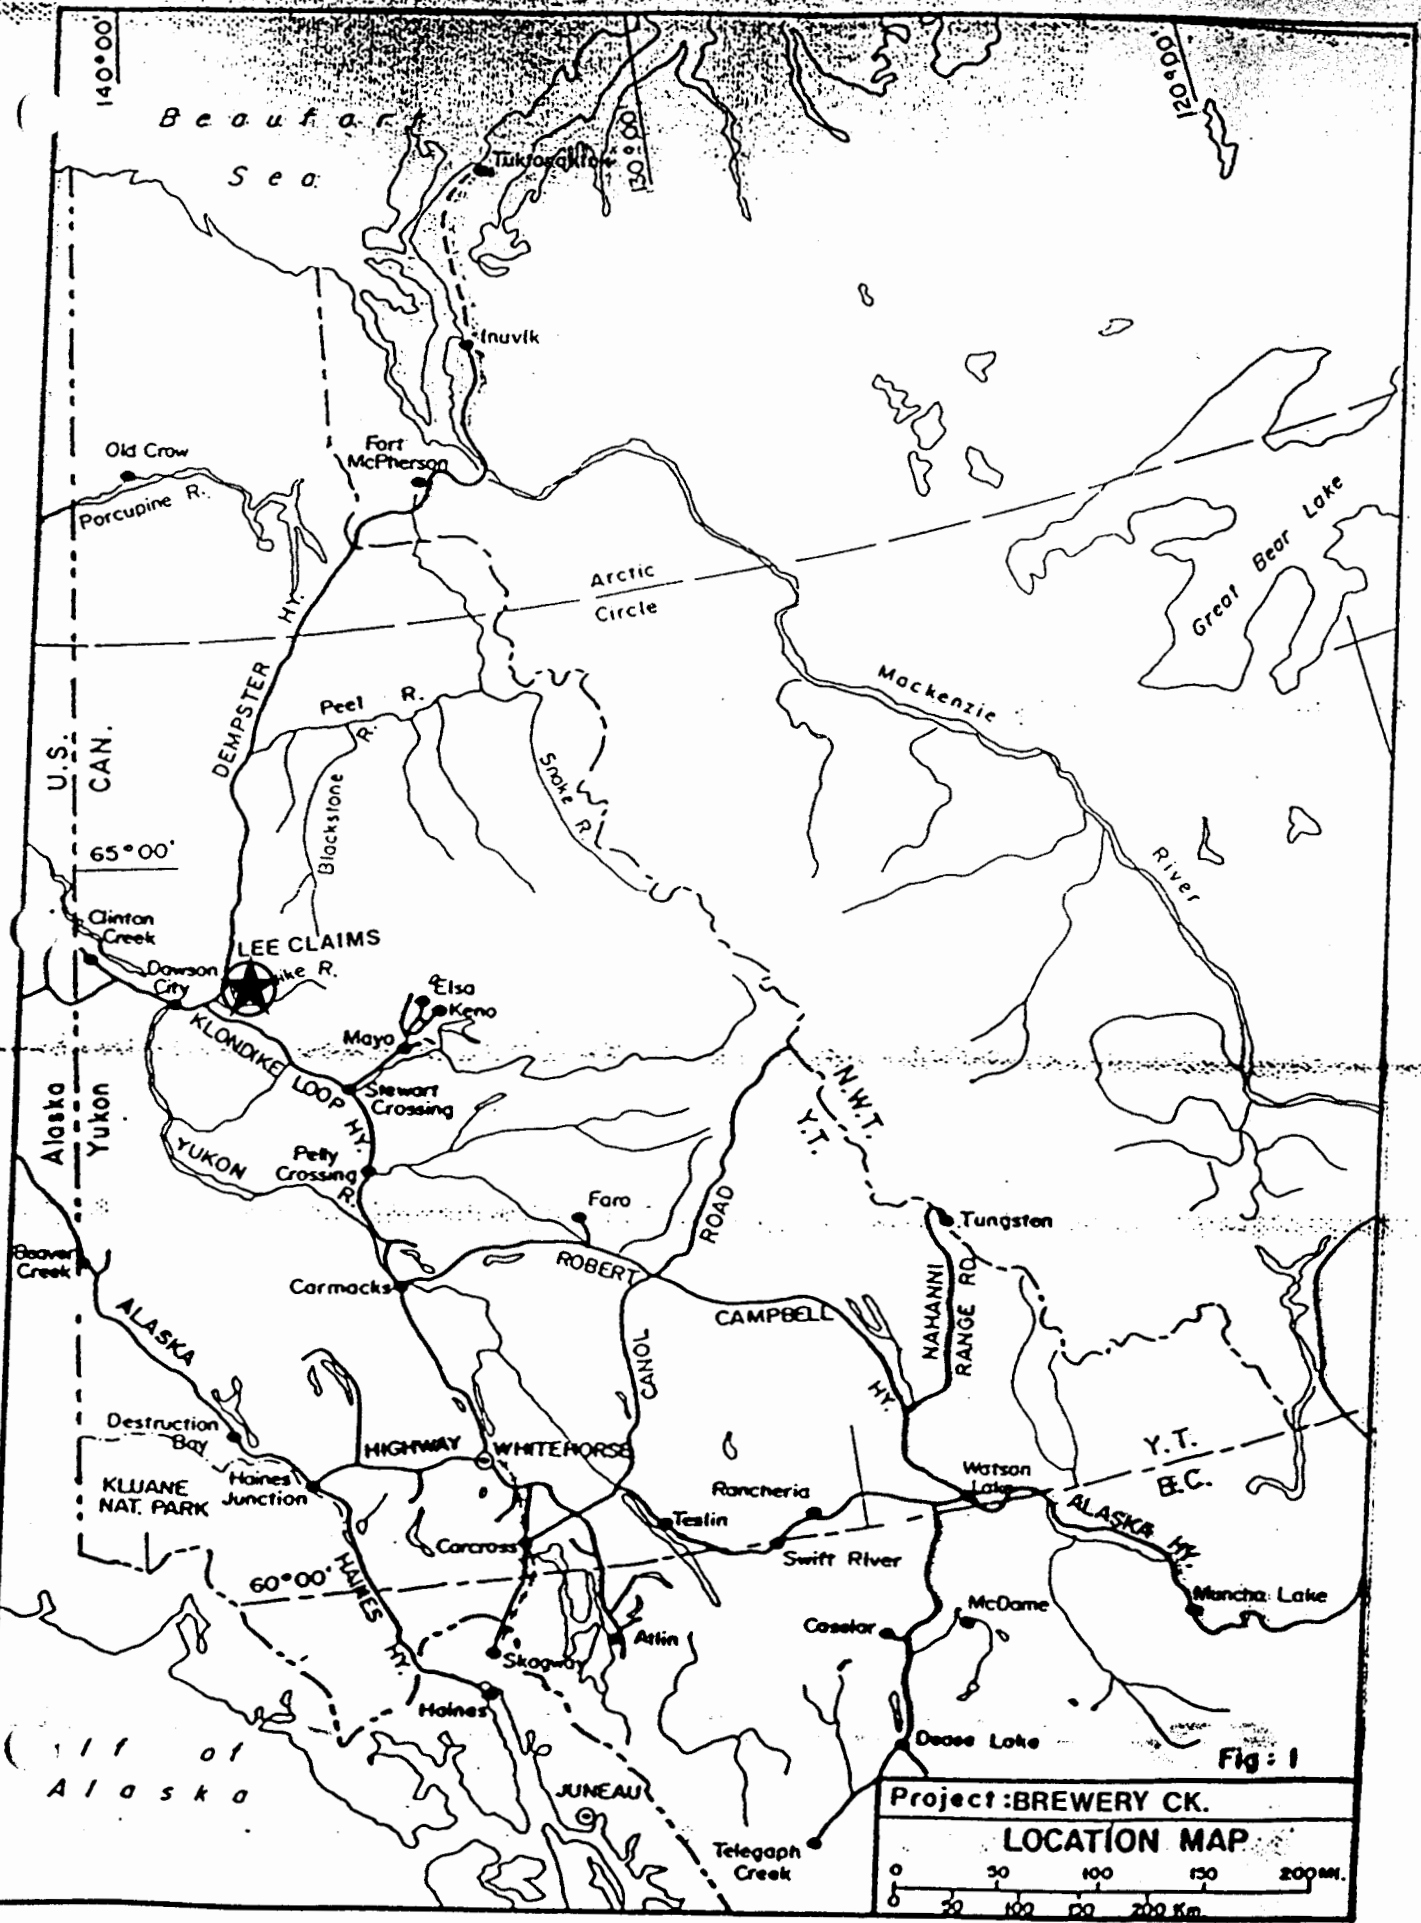 140°00'
130°00'
120°00'
Beaufort
Sea
Inuvik
Old Crow
Porcupine R.
Fort
McPherson
Arctic
Circle
Great Bear Lake
DEMPSTER HY.
Peel R.
Mackenzie
River
U.S.
CAN.
Blackstone R.
Snake R.
65°00'
Clinton
Creek
LEE CLAIMS
Dawson
City
ike R.
Elsa
Keno
Mayo
KLONDIKE LOOP HY.
Stewart
Crossing
Alaska
Yukon
N.W.T.
Y.T.
YUKON R.
Pelly
Crossing
Faro
ROAD
Tungsten
Beaver
Creek
ROBERT
Carmacks
CAMPBELL
HY.
NAHANNI
RANGE RD.
ALASKA
CANOL
Destruction
Bay
HIGHWAY
WHITEHORSE
Y.T.
B.C.
KLUANE
NAT. PARK
Haines
Junction
Watson
Lake
Rancheria
Teslin
ALASKA HY.
Carcross
Swift River
60°00'
HAINES HY.
Muncho Lake
McDame
Cassiar
Atlin
Skagway
Haines
Dease Lake
lf of
Alaska
JUNEAU
Telegaph
Creek
Fig: 1
Project: BREWERY CK.
LOCATION MAP
0 50 100 150 200 MI.
0 100 200 Km